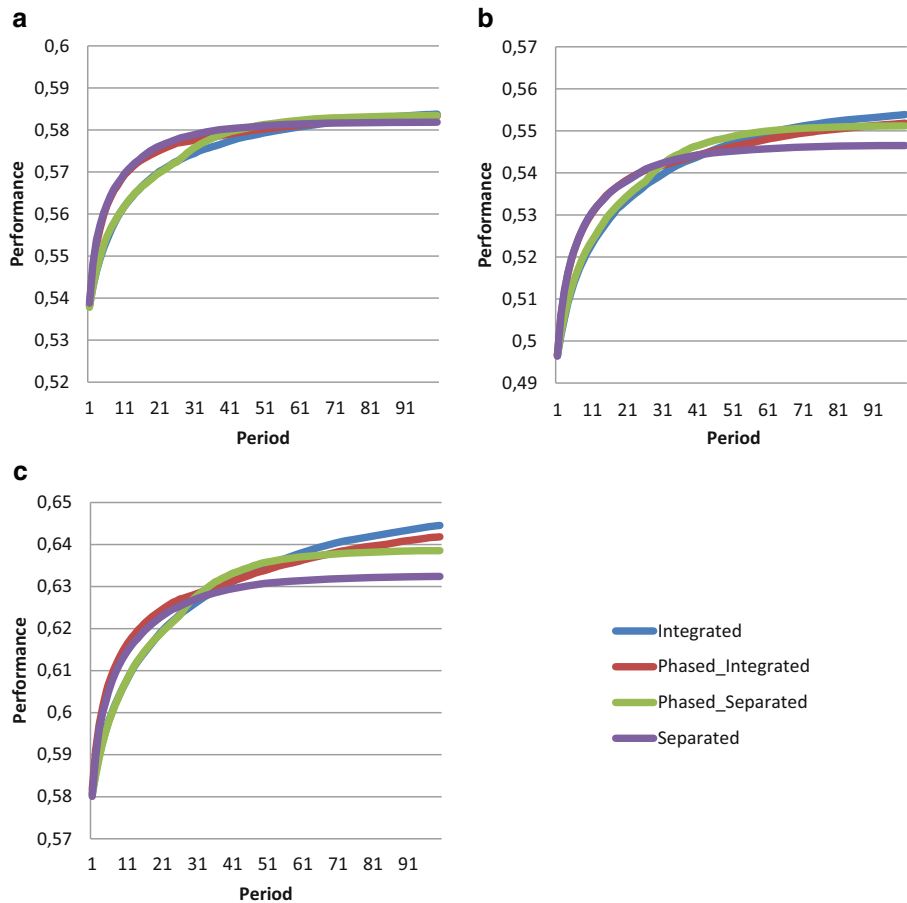 a
0,6
0,59
0,58
0,57
0,56
0,55
0,54
0,53
0,52
Performance
1 11 21 31 41 51 61 71 81 91
Period
b
0,57
0,56
0,55
0,54
0,53
0,52
0,51
0,5
0,49
Performance
1 11 21 31 41 51 61 71 81 91
Period
c
0,65
0,64
0,63
0,62
0,61
0,6
0,59
0,58
0,57
Performance
1 11 21 31 41 51 61 71 81 91
Period
Integrated
Phased_Integrated
Phased_Separated
Separated